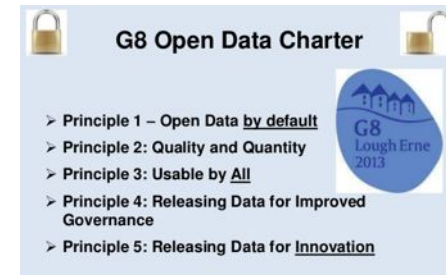 G8 Open Data Charter
➢ Principle 1 – Open Data by default
➢ Principle 2: Quality and Quantity
➢ Principle 3: Usable by All
➢ Principle 4: Releasing Data for Improved
Governance
➢ Principle 5: Releasing Data for Innovation
G8
Lough Erne
2013